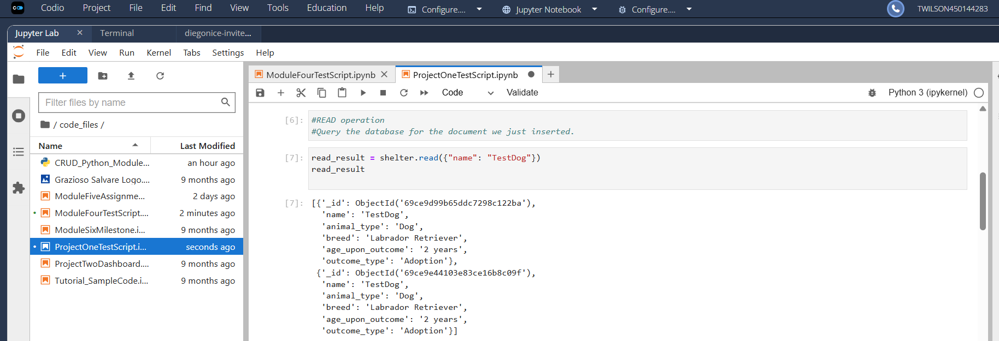 Codio Project File Edit Find View Tools Education Help Configure.... Jupyter Notebook Configure.... TWILSON450144283
Jupyter Lab Terminal diegonice-invite...
File Edit View Run Kernel Tabs Settings Help
ModuleFourTestScript.ipynb ProjectOneTestScript.ipynb
Code Validate Python 3 (ipykernel)
Filter files by name
/ code_files /
Name Last Modified
CRUD_Python_Module... an hour ago
Grazioso Salvare Logo.... 9 months ago
ModuleFiveAssignme... 2 days ago
ModuleFourTestScript.... 2 minutes ago
ModuleSixMilestone.i... 9 months ago
ProjectOneTestScript.i... seconds ago
ProjectTwoDashboard.... 9 months ago
Tutorial_SampleCode.i... 9 months ago
[6]: #READ operation
#Query the database for the document we just inserted.
[7]: read_result = shelter.read({"name": "TestDog"})
read_result
[7]: [{'_id': ObjectId('69ce9d99b65ddc7298c122ba'),
'name': 'TestDog',
'animal_type': 'Dog',
'breed': 'Labrador Retriever',
'age_upon_outcome': '2 years',
'outcome_type': 'Adoption'},
{'_id': ObjectId('69ce9e44103e83ce16b8c09f'),
'name': 'TestDog',
'animal_type': 'Dog',
'breed': 'Labrador Retriever',
'age_upon_outcome': '2 years',
'outcome_type': 'Adoption'}]